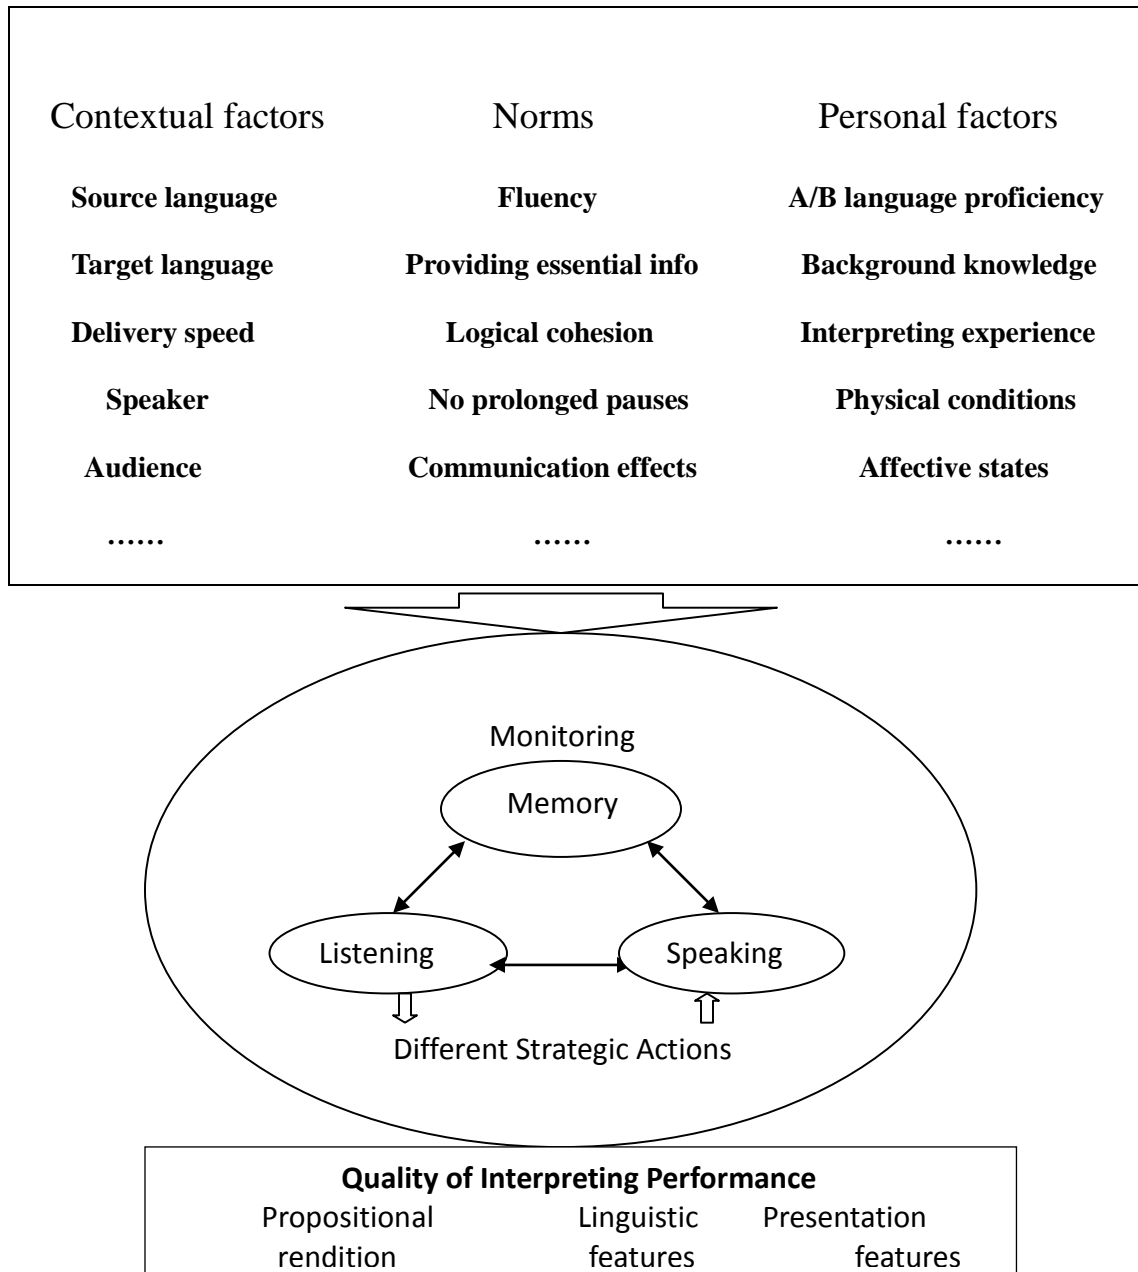 Contextual factors Norms Personal factors
Source language Fluency A/B language proficiency
Target language Providing essential info Background knowledge
Delivery speed Logical cohesion Interpreting experience
Speaker No prolonged pauses Physical conditions
Audience Communication effects Affective states
…… …… ……
Monitoring
Memory
Listening Speaking
Different Strategic Actions
Quality of Interpreting Performance
Propositional Linguistic Presentation
rendition features features